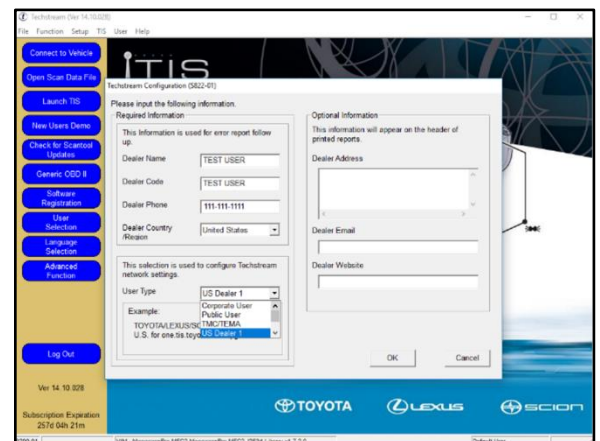 Techstream (Ver 14.10.028)
File Function Setup TIS User Help
Connect to Vehicle
Open Scan Data File
Launch TIS
New Users Demo
Check for Scantool
Updates
Generic OBD II
Software
Registration
User
Selection
Language
Selection
Advanced
Function
Log Out
Ver 14.10.028
Subscription Expiration
257d 04h 21m
TIS
Techstream Configuration (S822-01)
Please input the following information.
Required Information
This Information is used for error report follow
up.
Dealer Name TEST USER
Dealer Code TEST USER
Dealer Phone 111-111-1111
Dealer Country
/Region United States
This selection is used to configure Techstream
network settings.
User Type US Dealer 1
Corporate User
Public User
TMC/TEMA
US Dealer 1
Example:
TOYOTA/LEXUS/
U.S. for one.tis.toyo
Optional Information
This information will appear on the header of
printed reports.
Dealer Address
Dealer Email
Dealer Website
OK Cancel
TOYOTA LEXUS SCION
Default User